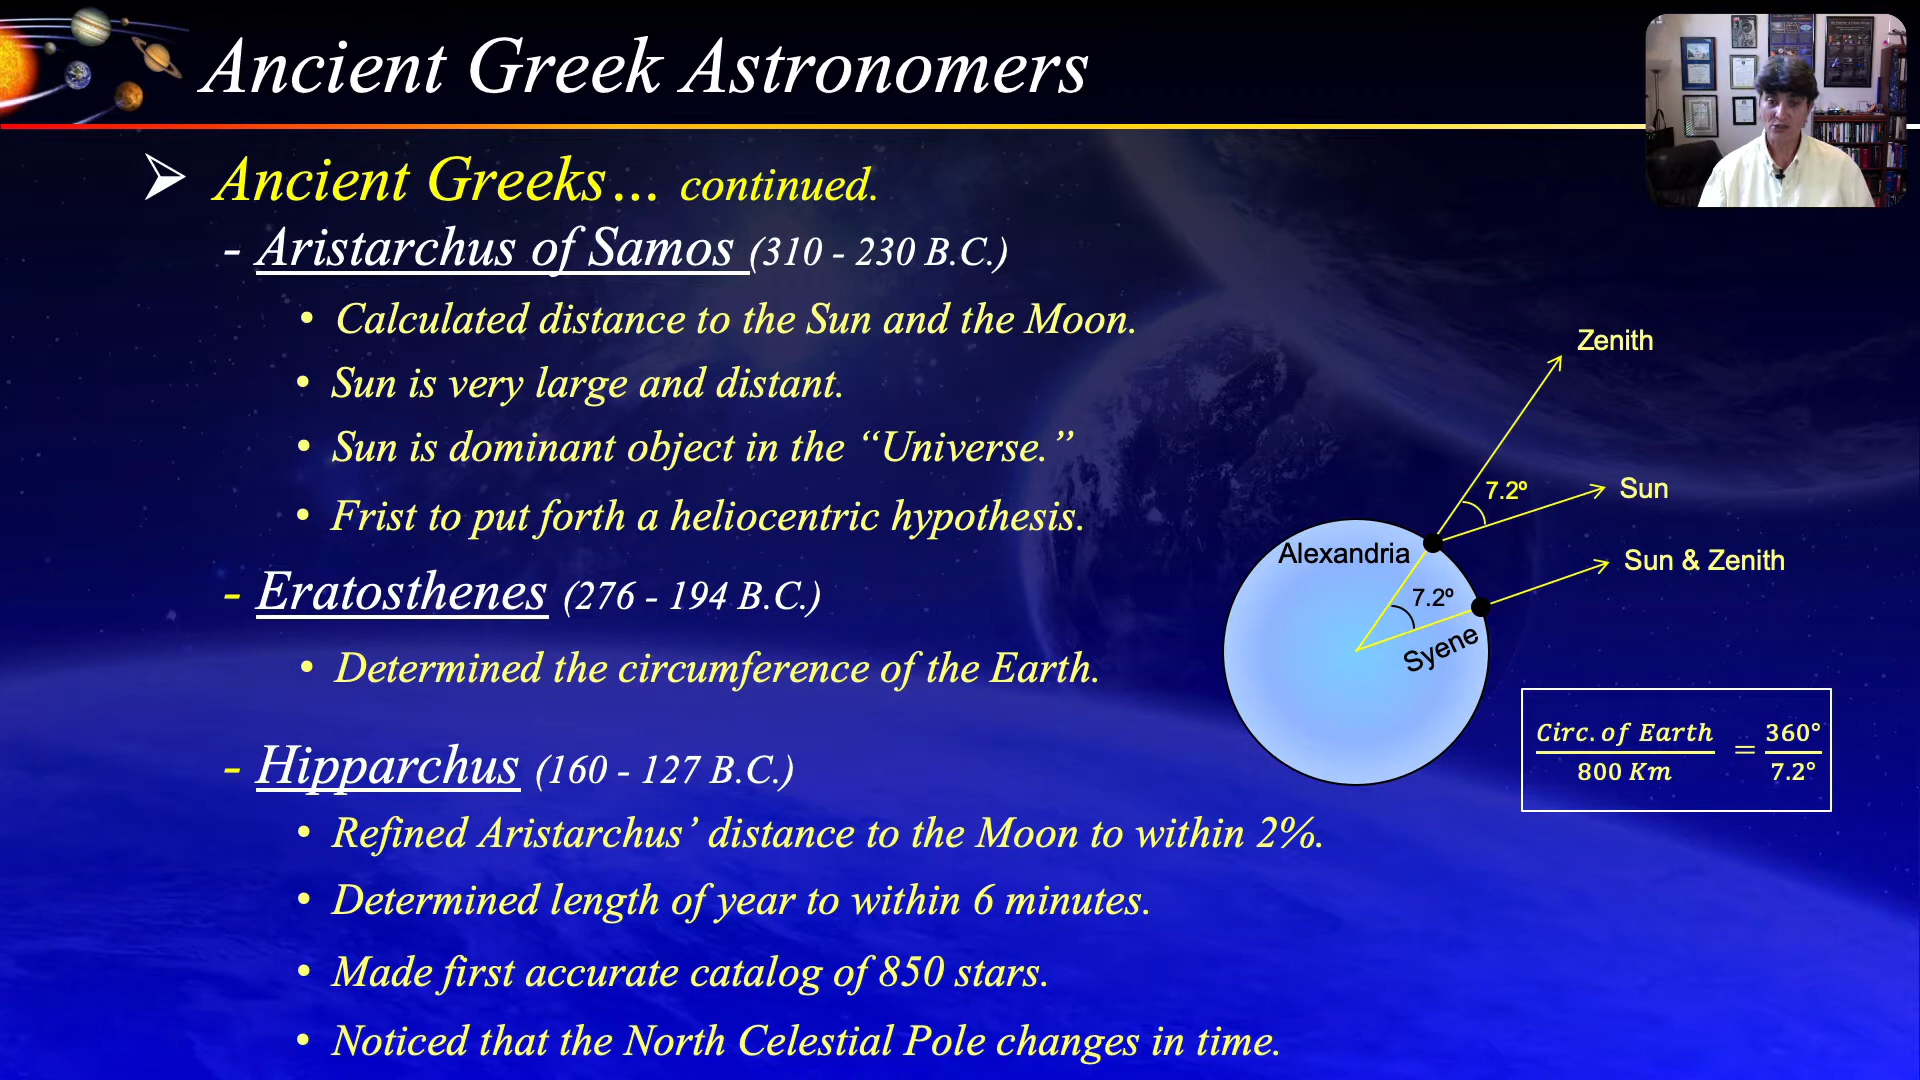 Ancient Greek Astronomers
➢ Ancient Greeks… continued.
- Aristarchus of Samos (310 - 230 B.C.)
• Calculated distance to the Sun and the Moon.
• Sun is very large and distant.
• Sun is dominant object in the “Universe.”
• Frist to put forth a heliocentric hypothesis.
- Eratosthenes (276 - 194 B.C.)
• Determined the circumference of the Earth.
- Hipparchus (160 - 127 B.C.)
• Refined Aristarchus’ distance to the Moon to within 2%.
• Determined length of year to within 6 minutes.
• Made first accurate catalog of 850 stars.
• Noticed that the North Celestial Pole changes in time.
Zenith
7.2º
Sun
Alexandria
Sun & Zenith
7.2º
Syene
Circ. of Earth
800 Km
=
360°
7.2°